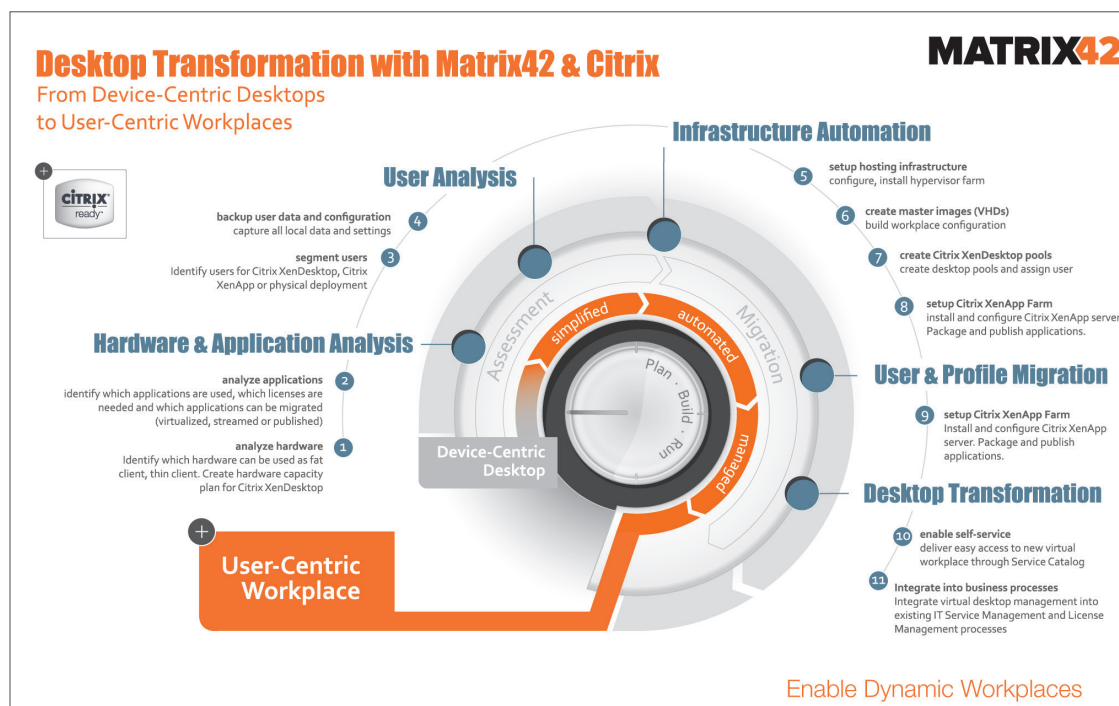 Desktop Transformation with Matrix42 & Citrix
From Device-Centric Desktops
to User-Centric Workplaces
MATRIX42
CITRIX
ready
Infrastructure Automation
5
setup hosting infrastructure
configure, install hypervisor farm
6
create master images (VHDs)
build workplace configuration
7
create Citrix XenDesktop pools
create desktop pools and assign user
8
setup Citrix XenApp Farm
install and configure Citrix XenApp server
Package and publish applications.
User Analysis
4
backup user data and configuration
capture all local data and settings
3
segment users
Identify users for Citrix XenDesktop, Citrix
XenApp or physical deployment
Hardware & Application Analysis
2
analyze applications
identify which applications are used, which licenses are
needed and which applications can be migrated
(virtualized, streamed or published)
1
analyze hardware
Identify which hardware can be used as fat
client, thin client. Create hardware capacity
plan for Citrix XenDesktop
Assessment
Migration
simplified
automated
managed
Plan · Build · Run
Device-Centric
Desktop
User-Centric
Workplace
User & Profile Migration
9
setup Citrix XenApp Farm
Install and configure Citrix XenApp
server. Package and publish
applications.
Desktop Transformation
10
enable self-service
deliver easy access to new virtual
workplace through Service Catalog
11
Integrate into business processes
Integrate virtual desktop management into
existing IT Service Management and License
Management processes
Enable Dynamic Workplaces